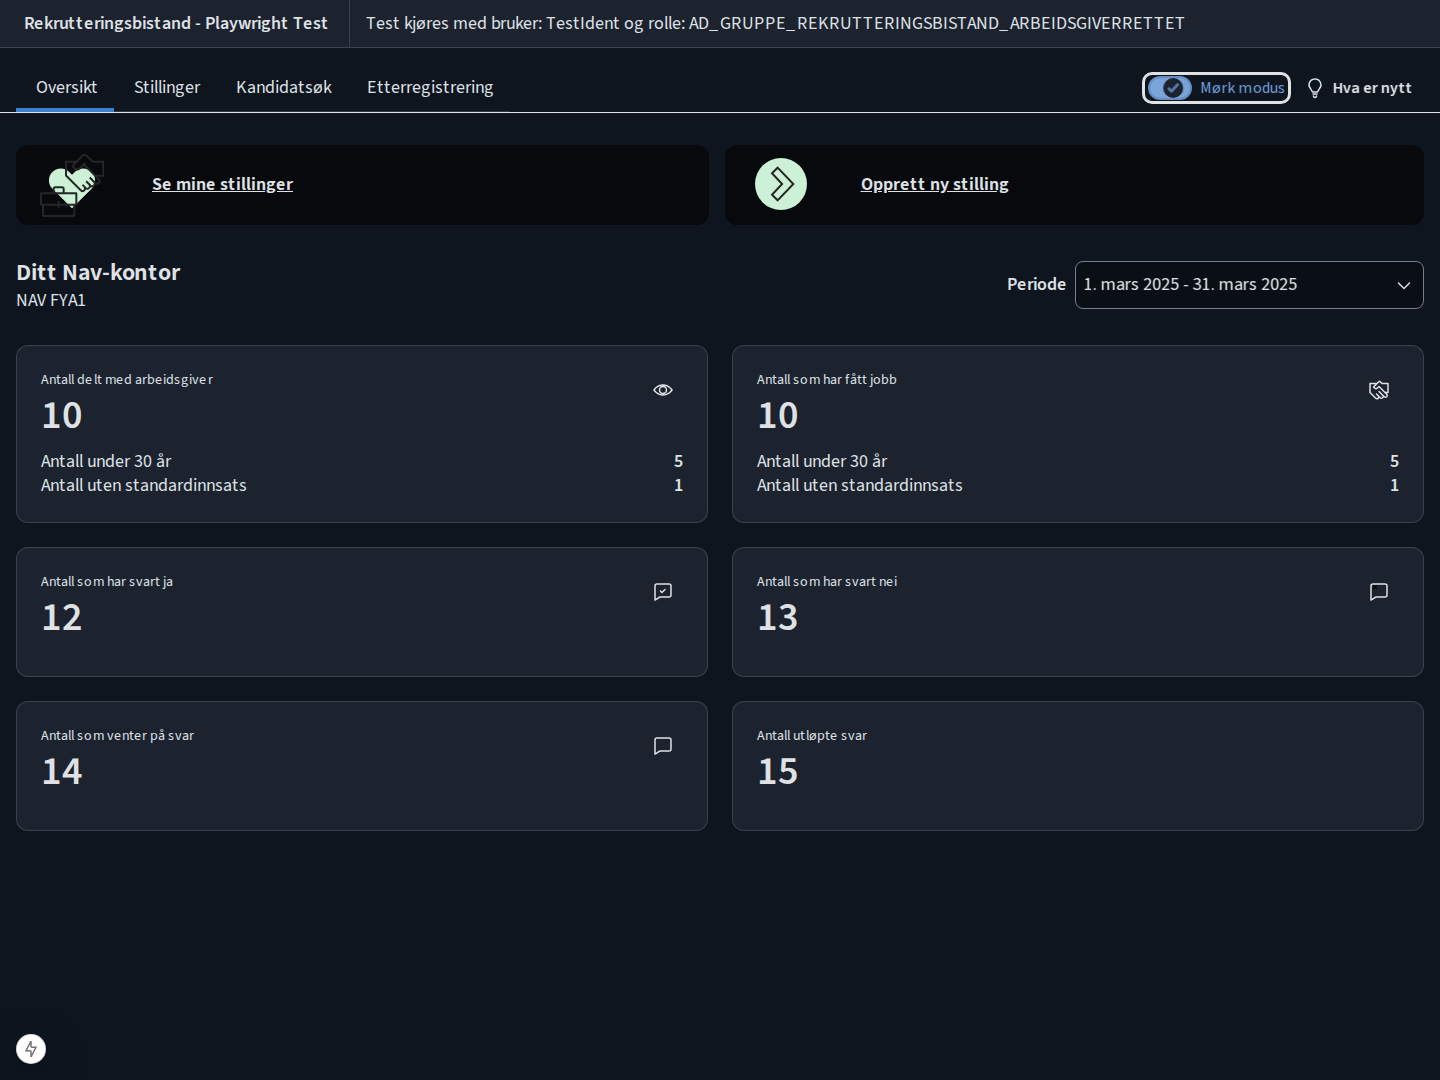 Rekrutteringsbistand - Playwright Test
Test kjøres med bruker: TestIdent og rolle: AD_GRUPPE_REKRUTTERINGSBISTAND_ARBEIDSGIVERRETTET
Oversikt
Stillinger
Kandidatsøk
Etterregistrering
Mørk modus
Hva er nytt
Se mine stillinger
Opprett ny stilling
Ditt Nav-kontor
NAV FYA1
Periode
1. mars 2025 - 31. mars 2025
Antall delt med arbeidsgiver
10
Antall under 30 år 5
Antall uten standardinnsats 1
Antall som har fått jobb
10
Antall under 30 år 5
Antall uten standardinnsats 1
Antall som har svart ja
12
Antall som har svart nei
13
Antall som venter på svar
14
Antall utløpte svar
15